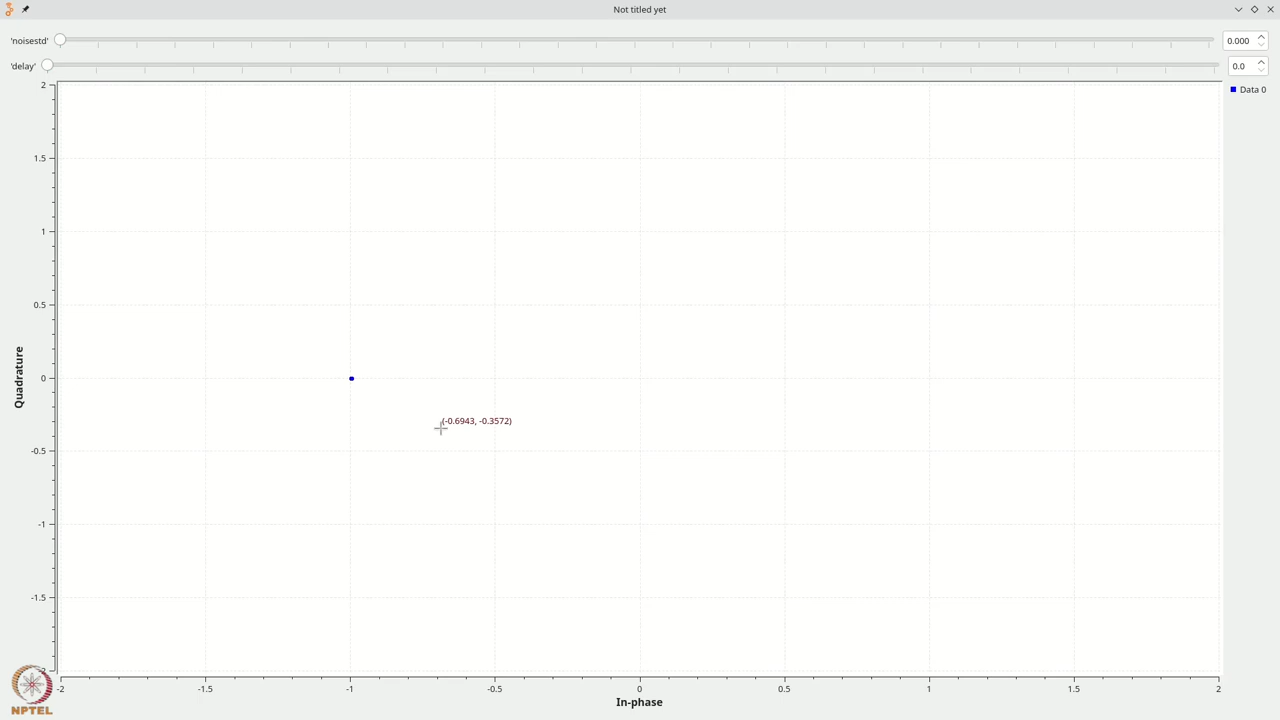 Not titled yet
'noisestd'
0.000
'delay'
0.0
Data 0
2
1.5
1
0.5
0
-0.5
-1
-1.5
Quadrature
(-0.6943, -0.3572)
-2 -1.5 -1 -0.5 0 0.5 1 1.5 2
In-phase
NPTEL